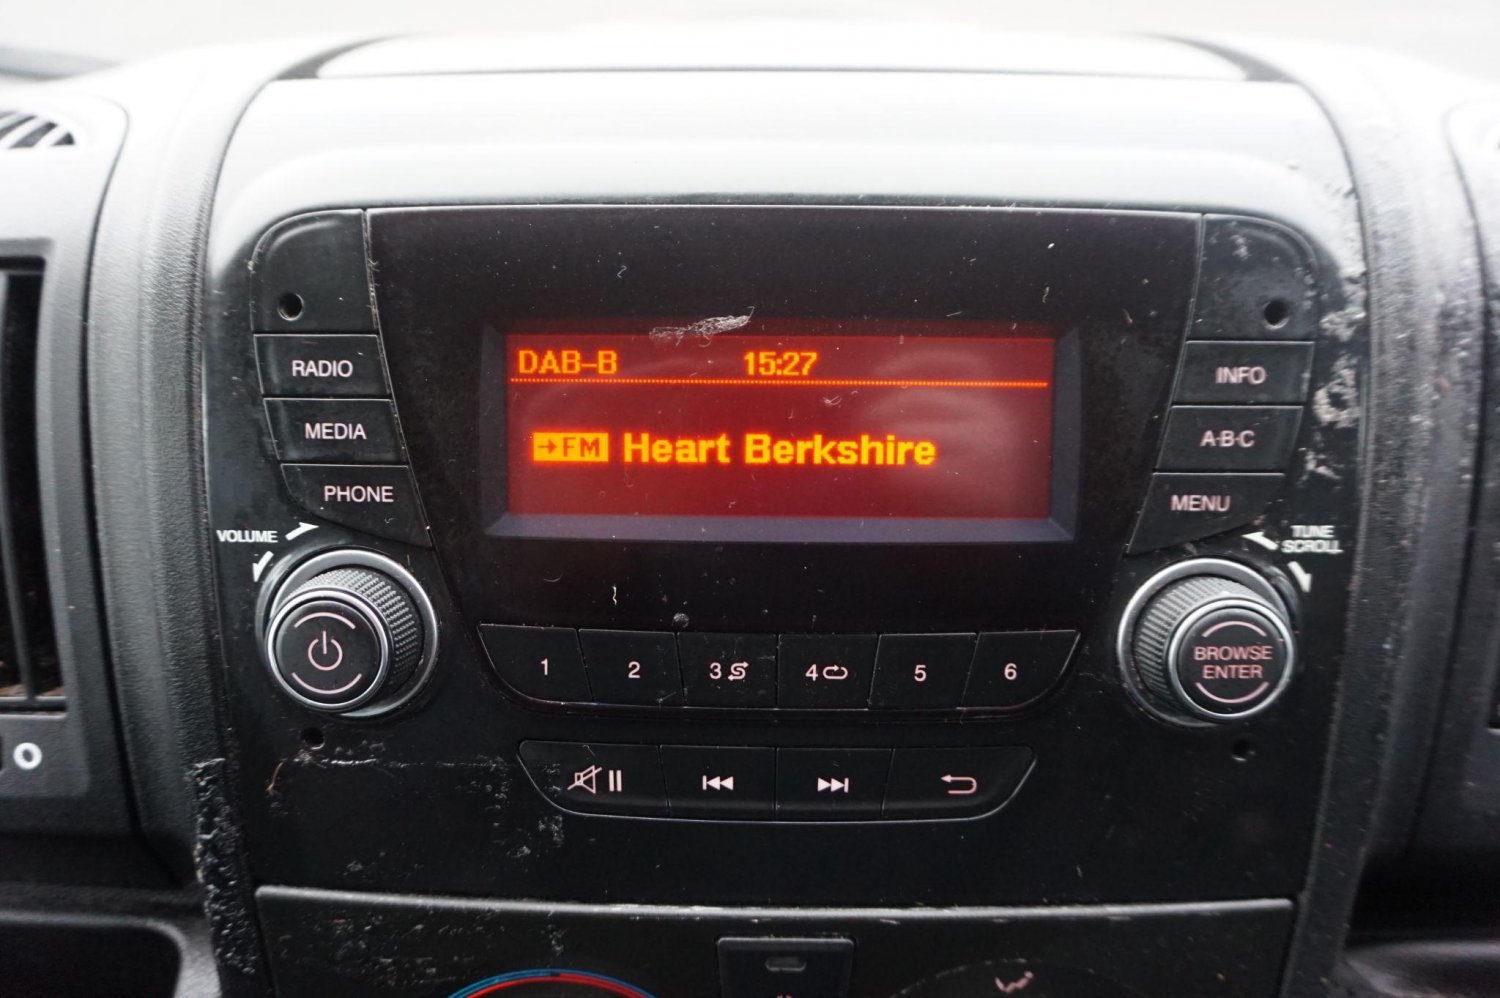 DAB-B 15:27
→FM Heart Berkshire
RADIO
MEDIA
PHONE
VOLUME
INFO
A·B·C
MENU
TUNE
SCROLL
BROWSE
ENTER
1 2 3 4 5 6
0